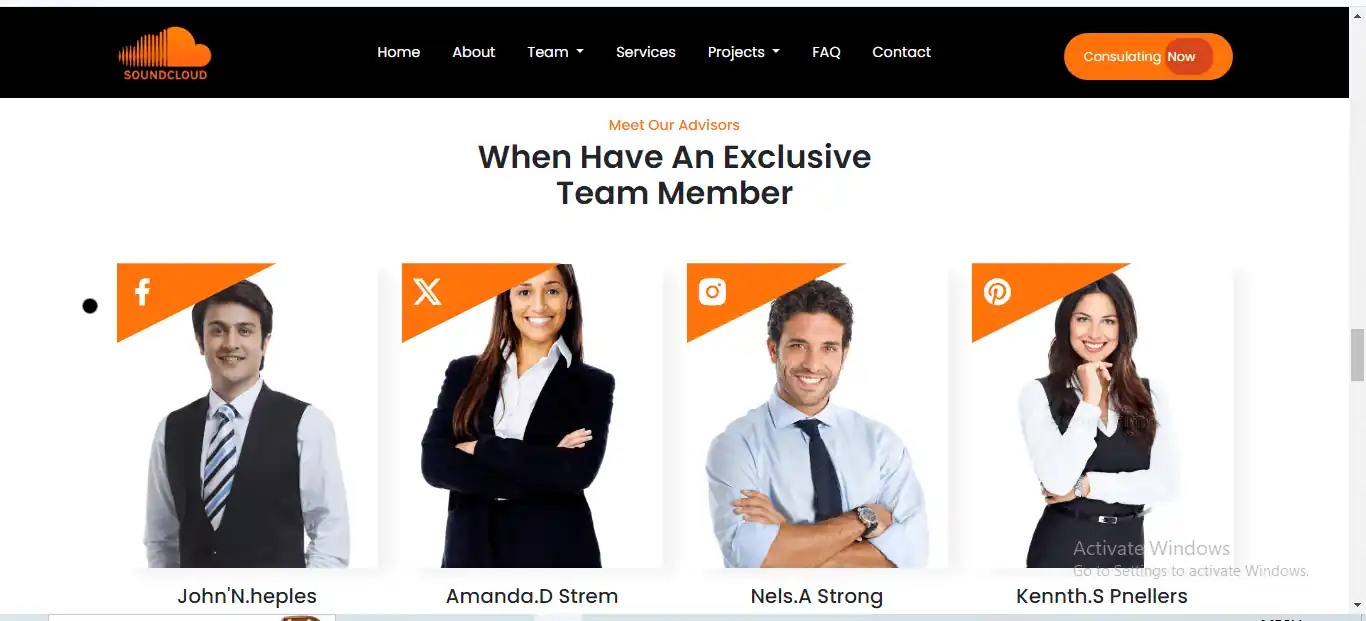 SOUNDCLOUD
Home About Team Services Projects FAQ Contact
Consulating Now
Meet Our Advisors
When Have An Exclusive
Team Member
John'N.heples
Amanda.D Strem
Nels.A Strong
Kennth.S Pnellers
Activate Windows
Go to Settings to activate Windows.